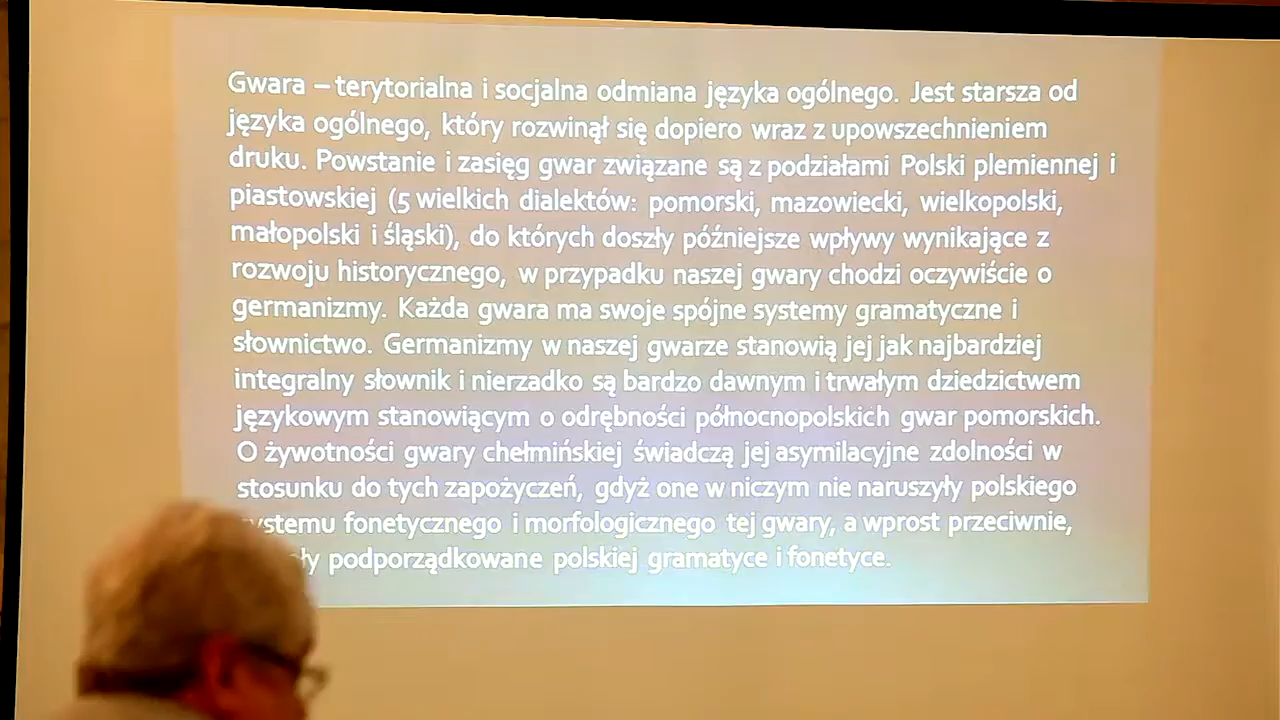 Gwara – terytorialna i socjalna odmiana języka ogólnego. Jest starsza od
języka ogólnego, który rozwinął się dopiero wraz z upowszechnieniem
druku. Powstanie i zasięg gwar związane są z podziałami Polski plemiennej i
piastowskiej (5 wielkich dialektów: pomorski, mazowiecki, wielkopolski,
małopolski i śląski), do których doszły późniejsze wpływy wynikające z
rozwoju historycznego, w przypadku naszej gwary chodzi oczywiście o
germanizmy. Każda gwara ma swoje spójne systemy gramatyczne i
słownictwo. Germanizmy w naszej gwarze stanowią jej jak najbardziej
integralny słownik i nierzadko są bardzo dawnym i trwałym dziedzictwem
językowym stanowiącym o odrębności północnopolskich gwar pomorskich.
O żywotności gwary chełmińskiej świadczą jej asymilacyjne zdolności w
stosunku do tych zapożyczeń, gdyż one w niczym nie naruszyły polskiego
systemu fonetycznego i morfologicznego tej gwary, a wprost przeciwnie,
podporządkowane polskiej gramatyce i fonetyce.